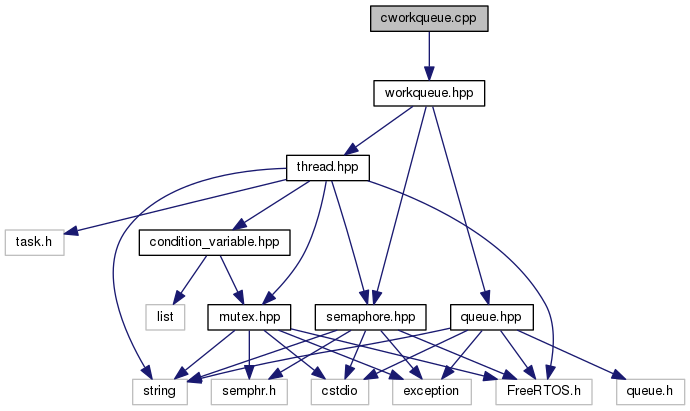 cworkqueue.cpp
workqueue.hpp
thread.hpp
task.h
condition_variable.hpp
list
mutex.hpp
semaphore.hpp
queue.hpp
string
semphr.h
cstdio
exception
FreeRTOS.h
queue.h